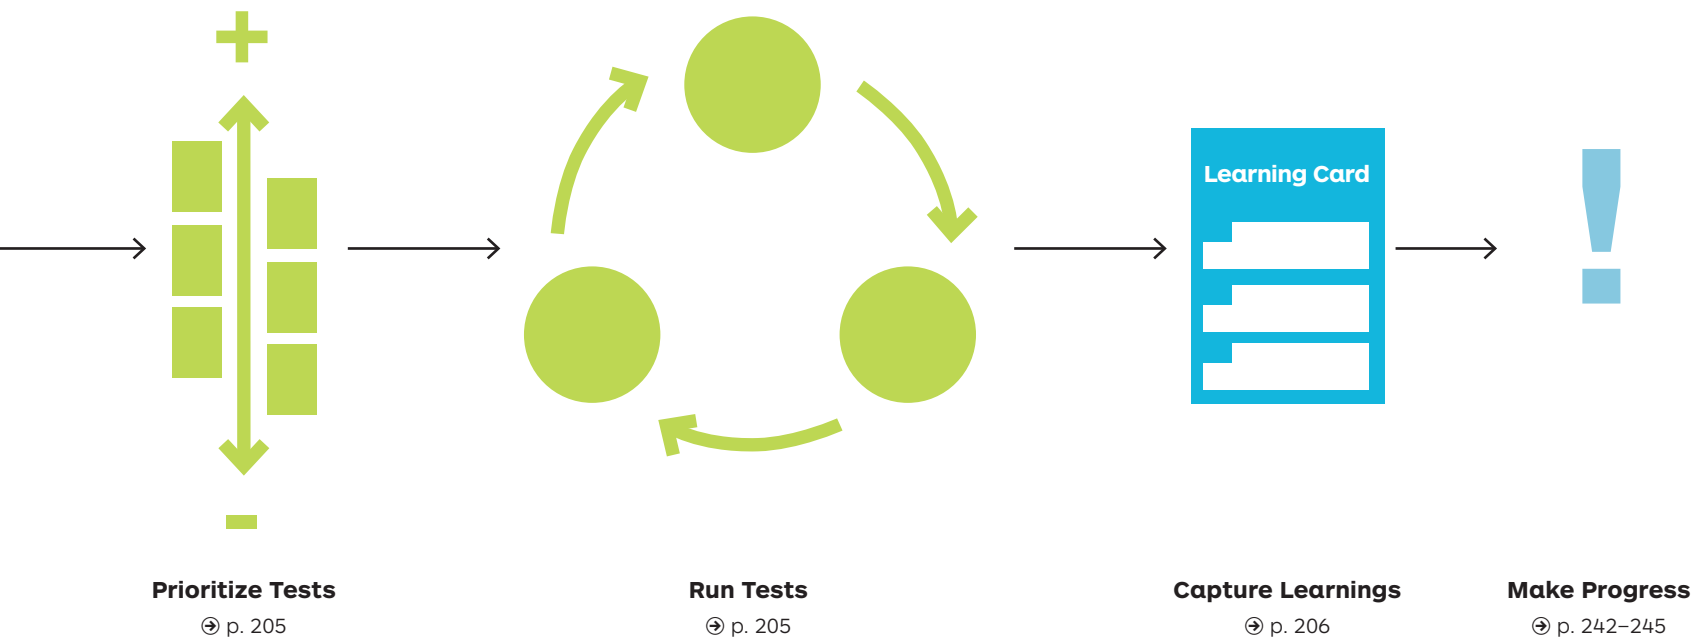 Learning Card
Prioritize Tests
p. 205
Run Tests
p. 205
Capture Learnings
p. 206
Make Progress
p. 242–245